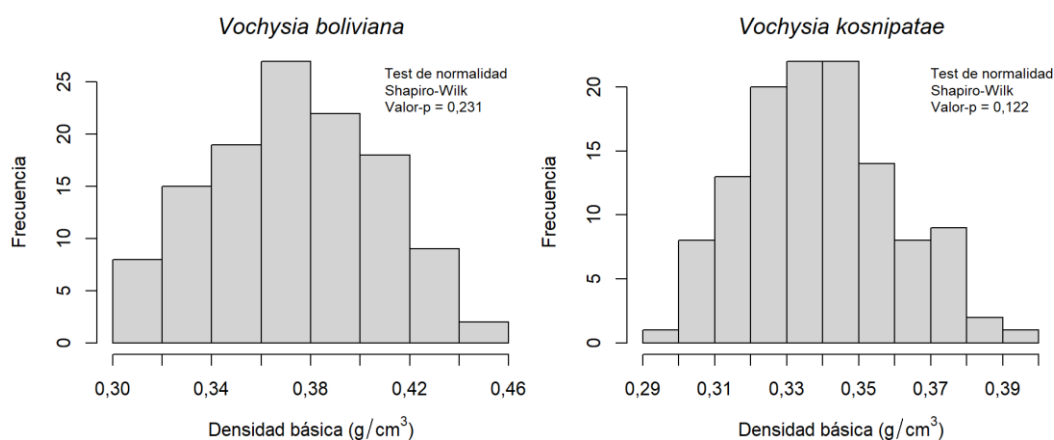 Vochysia boliviana
Test de normalidad
Shapiro-Wilk
Valor-p = 0,231
Frecuencia
25
20
15
10
5
0
0,30 0,34 0,38 0,42 0,46
Densidad básica (g/cm³)
Vochysia kosnipatae
Test de normalidad
Shapiro-Wilk
Valor-p = 0,122
Frecuencia
20
15
10
5
0
0,29 0,31 0,33 0,35 0,37 0,39
Densidad básica (g/cm³)